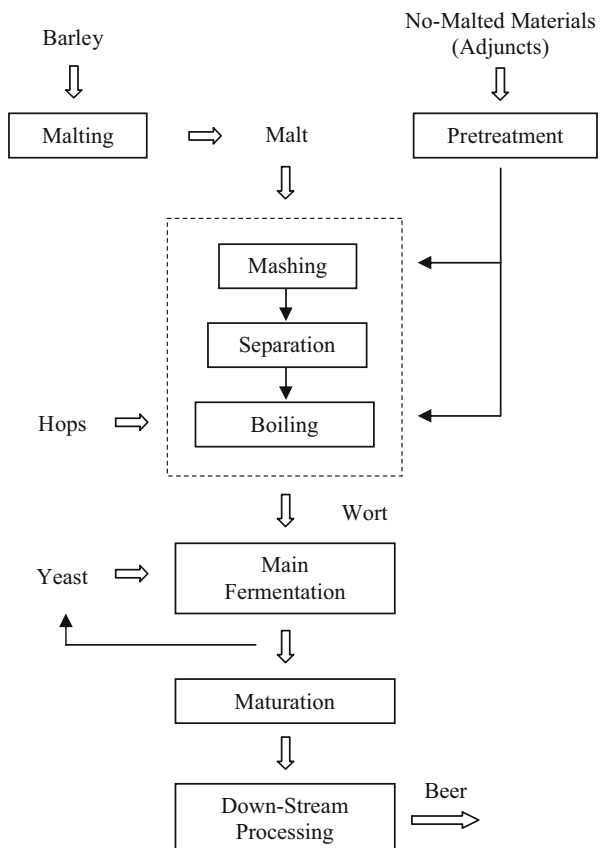 Barley
No-Malted Materials
(Adjuncts)
Malting
Malt
Pretreatment
Mashing
Separation
Hops
Boiling
Wort
Yeast
Main
Fermentation
Maturation
Down-Stream
Processing
Beer